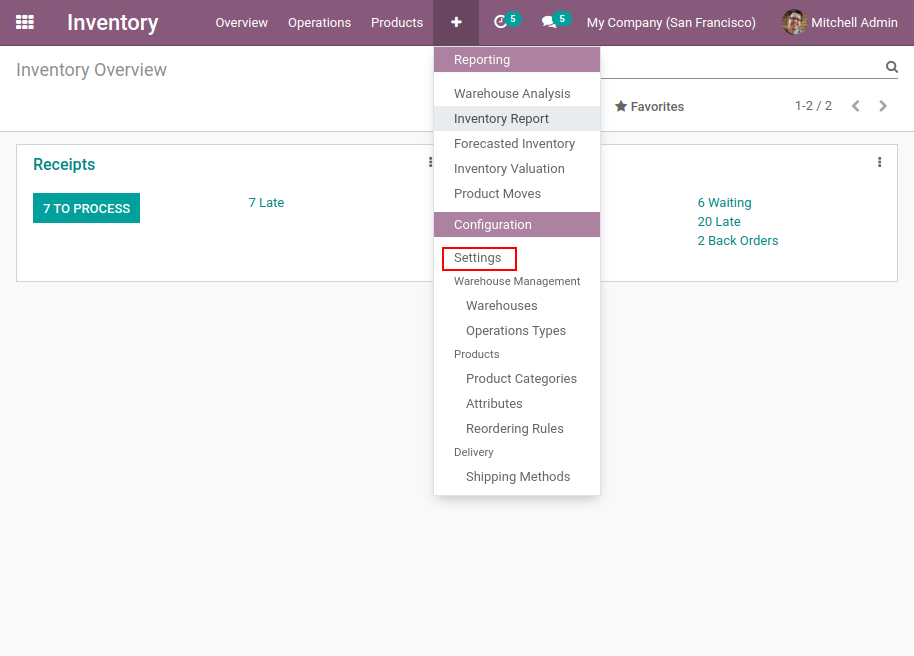 Inventory Overview Operations Products + 5 5 My Company (San Francisco) Mitchell Admin
Inventory Overview
Favorites 1-2 / 2
Receipts
7 TO PROCESS
7 Late
6 Waiting
20 Late
2 Back Orders
Reporting
Warehouse Analysis
Inventory Report
Forecasted Inventory
Inventory Valuation
Product Moves
Configuration
Settings
Warehouse Management
Warehouses
Operations Types
Products
Product Categories
Attributes
Reordering Rules
Delivery
Shipping Methods